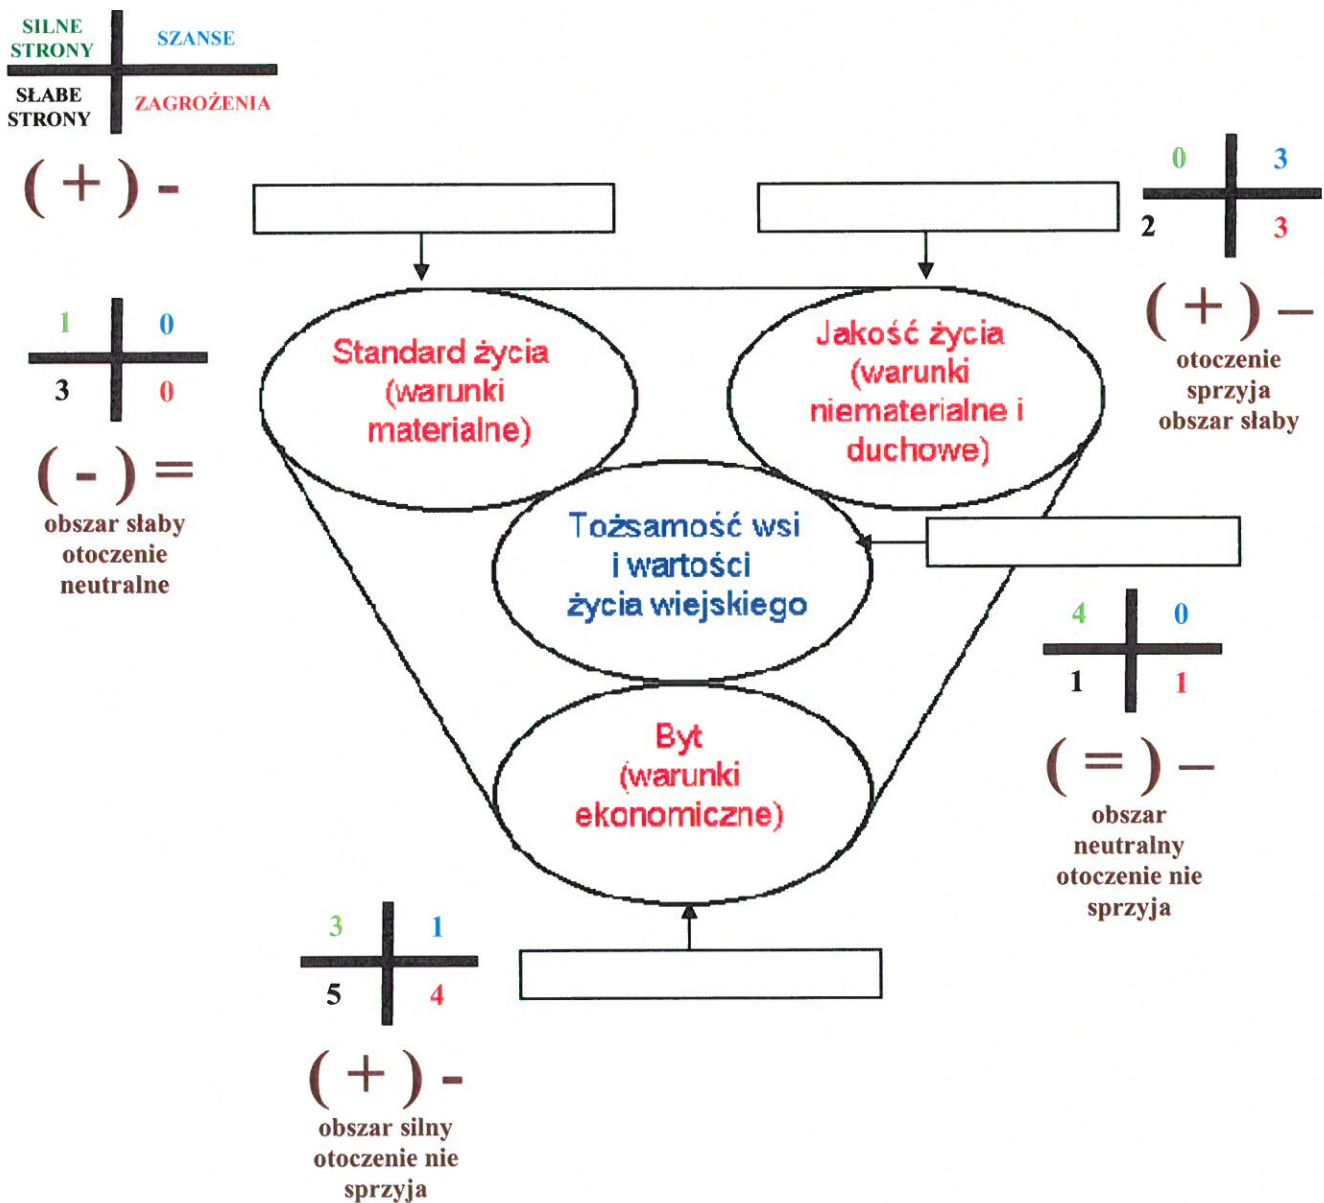 SILNE
STRONY
SZANSE
SŁABE
STRONY
ZAGROŻENIA
( + ) -
0 3
2 3
( + ) –
otoczenie
sprzyja
obszar słaby
1 0
3 0
( - ) =
obszar słaby
otoczenie
neutralne
Standard życia
(warunki
materialne)
Jakość życia
(warunki
niematerialne i
duchowe)
Tożsamość wsi
i wartości
życia wiejskiego
4 0
1 1
( = ) –
obszar
neutralny
otoczenie nie
sprzyja
Byt
(warunki
ekonomiczne)
3 1
5 4
( + ) -
obszar silny
otoczenie nie
sprzyja